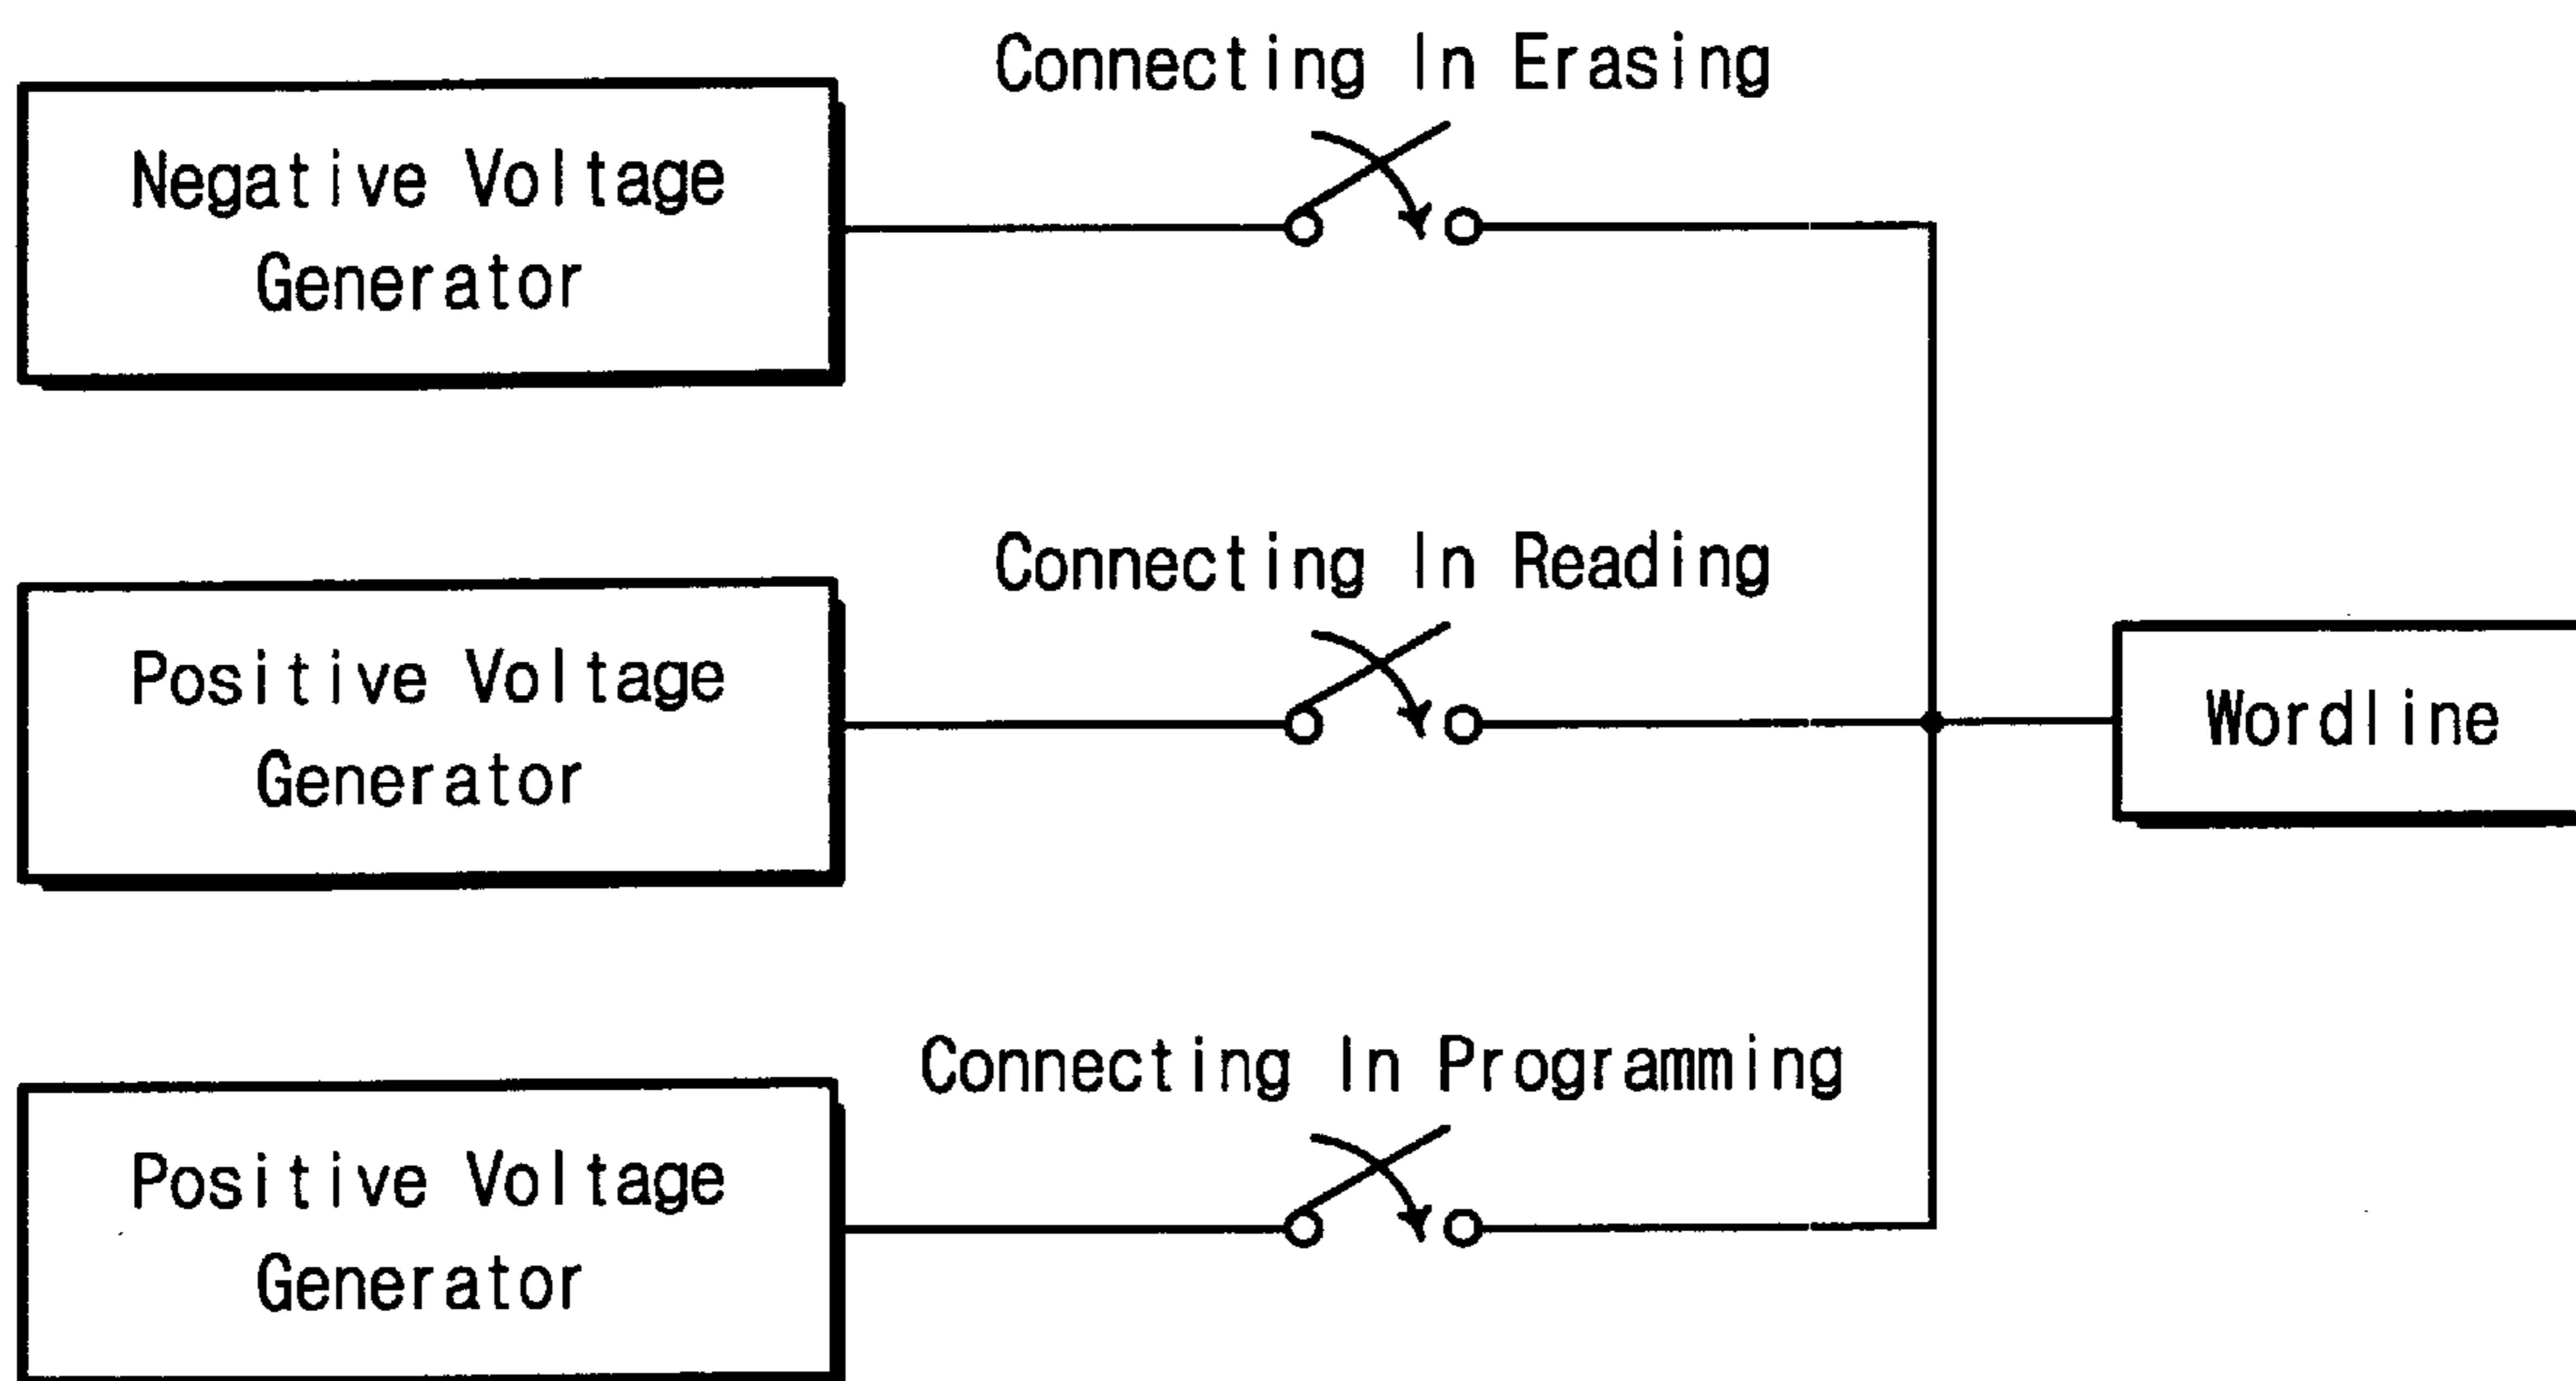 Connecting In Erasing
Negative Voltage
Generator
Connecting In Reading
Positive Voltage
Generator
Wordline
Connecting In Programming
Positive Voltage
Generator